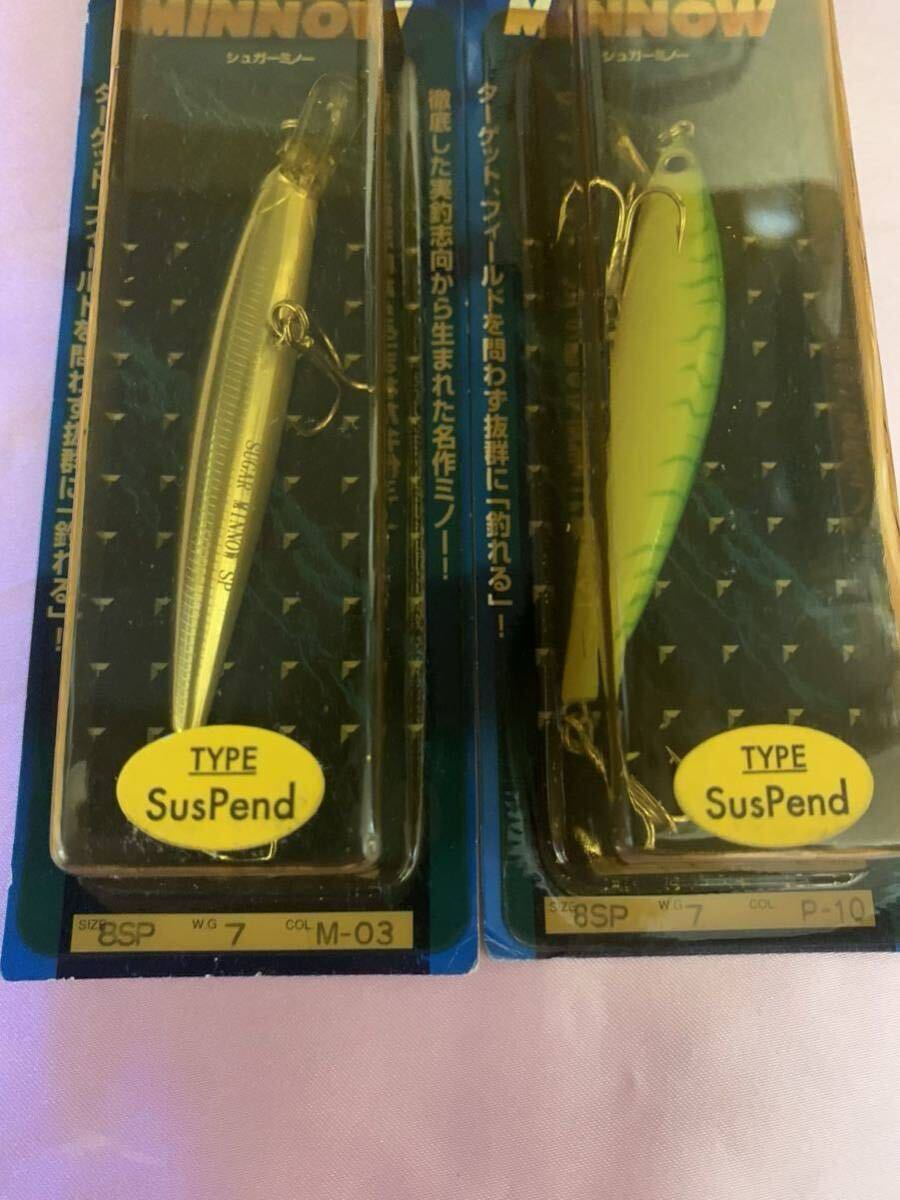 MINNOW
シュガーミノー
ターゲット、フィールドを問わず抜群に「釣れる」!
徹底した実釣志向から生まれた名作ミノー!
SUGAR MINNOW SP
TYPE
SusPend
SIZE 8SP W.G 7 COL M-03
MINNOW
シュガーミノー
ターゲット、フィールドを問わず抜群に「釣れる」!
TYPE
SusPend
SIZE 8SP W.G 7 COL P-10